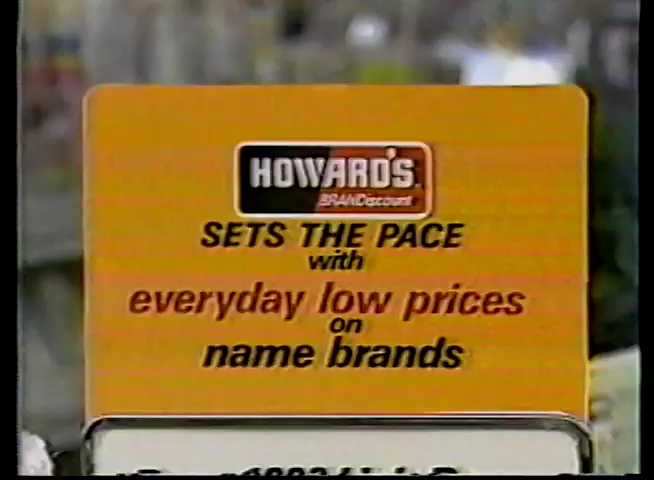 HOWARD'S
BRANDiscount
SETS THE PACE
with
everyday low prices
on
name brands